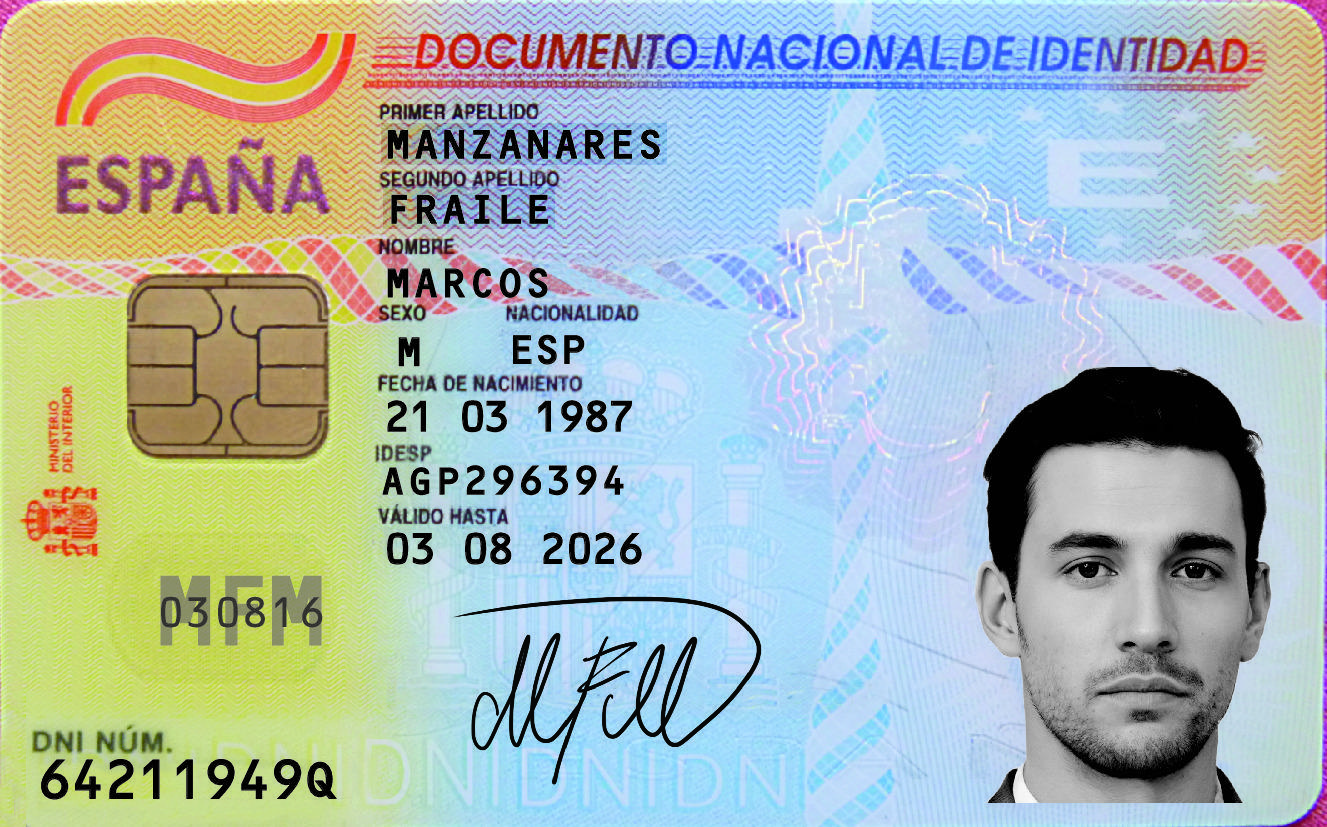 DOCUMENTO NACIONAL DE IDENTIDAD
ESPAÑA
PRIMER APELLIDO
MANZANARES
SEGUNDO APELLIDO
FRAILE
NOMBRE
MARCOS
SEXO NACIONALIDAD
M ESP
FECHA DE NACIMIENTO
21 03 1987
IDESP
AGP296394
VÁLIDO HASTA
03 08 2026
MINISTERIO
DEL INTERIOR
E
MFM
030816
DNI NÚM.
64211949Q
DNIDNIDNIDNI